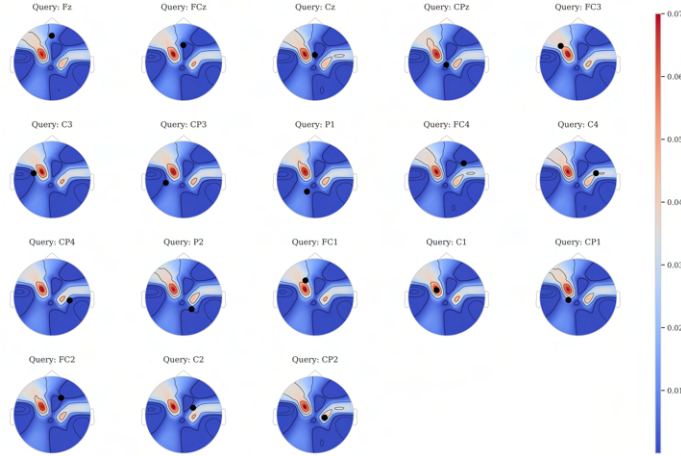 Query: Fz
Query: FCz
Query: Cz
Query: CPz
Query: FC3
Query: C3
Query: CP3
Query: P1
Query: FC4
Query: C4
Query: CP4
Query: P2
Query: FC1
Query: C1
Query: CP1
Query: FC2
Query: C2
Query: CP2
0.07
0.06
0.05
0.04
0.03
0.02
0.01